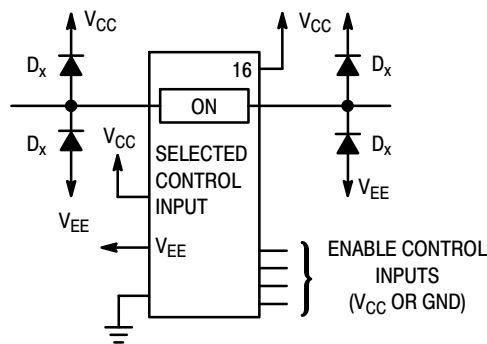 V_CC
V_CC
V_CC
D_x
16
D_x
ON
D_x
V_CC
SELECTED
CONTROL
INPUT
D_x
V_EE
V_EE
V_EE
ENABLE CONTROL
INPUTS
(V_CC OR GND)